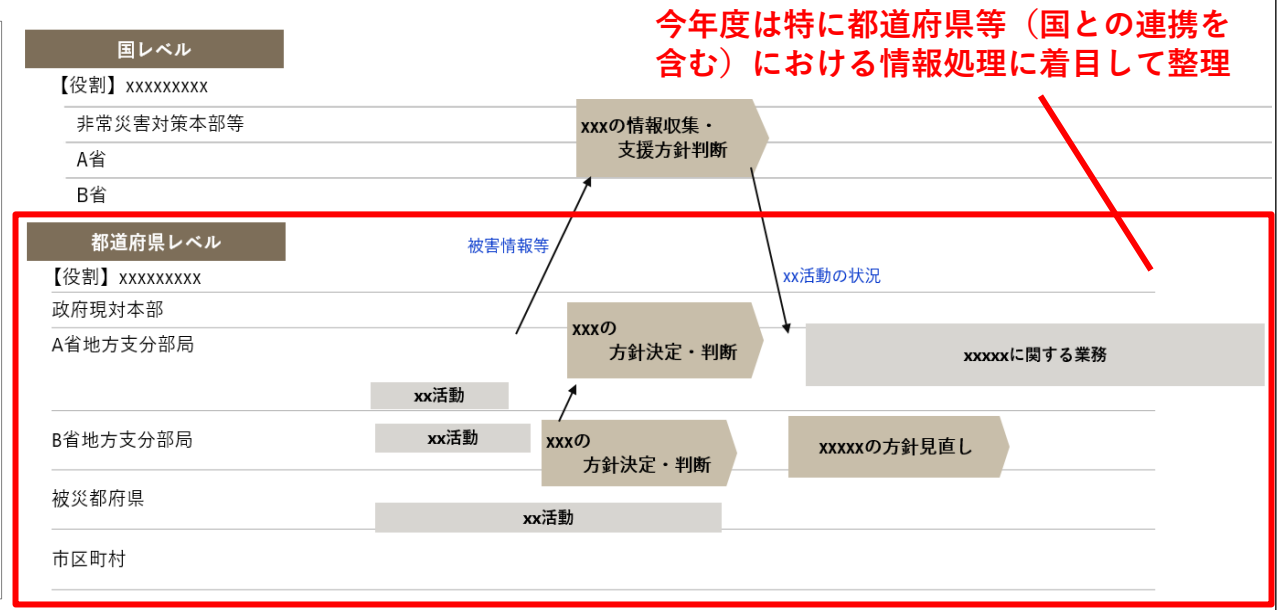 今年度は特に都道府県等（国との連携を
含む）における情報処理に着目して整理
国レベル
【役割】xxxxxxxxx
非常災害対策本部等
xxxの情報収集・
支援方針判断
A省
B省
都道府県レベル
被害情報等
【役割】xxxxxxxxx
xx活動の状況
政府現対本部
xxxの
方針決定・判断
A省地方支分部局
xxxxxに関する業務
xx活動
B省地方支分部局
xx活動
xxxの
方針決定・判断
xxxxxの方針見直し
被災都府県
xx活動
市区町村